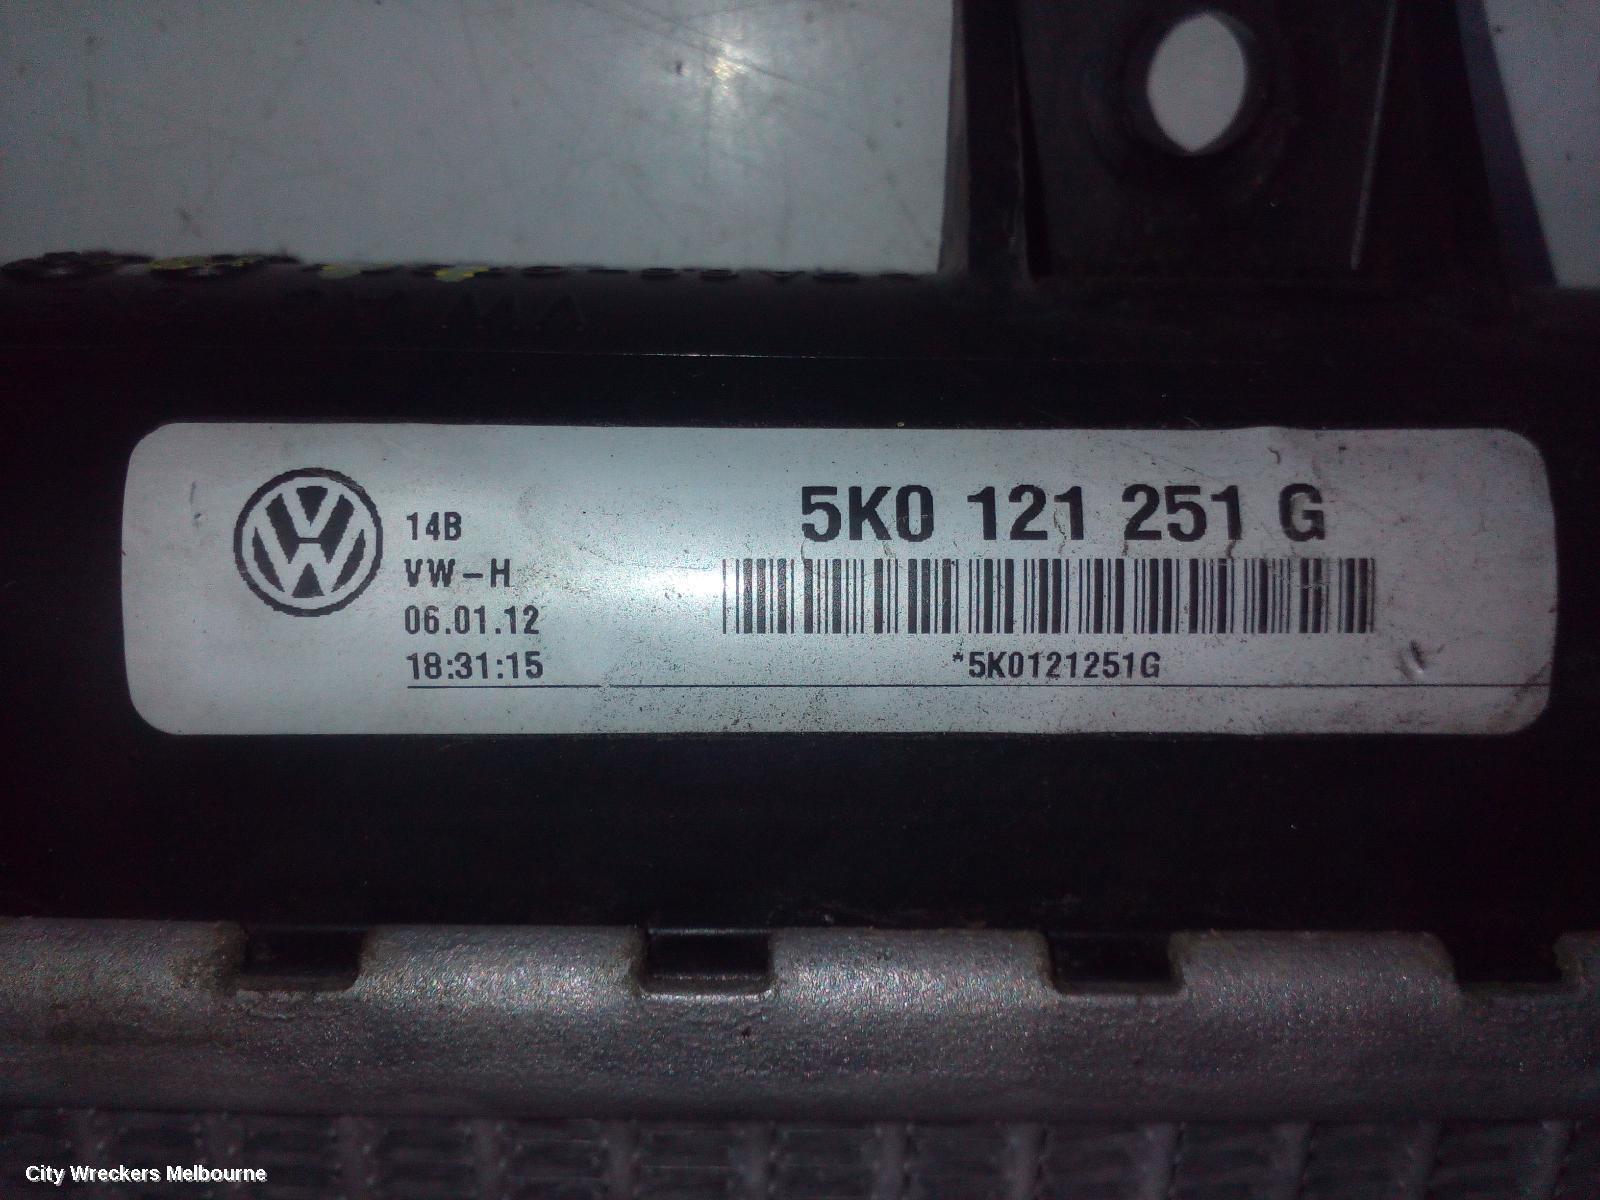 14B
VW-H
06.01.12
18:31:15
5K0 121 251 G
*5K0121251G
City Wreckers Melbourne